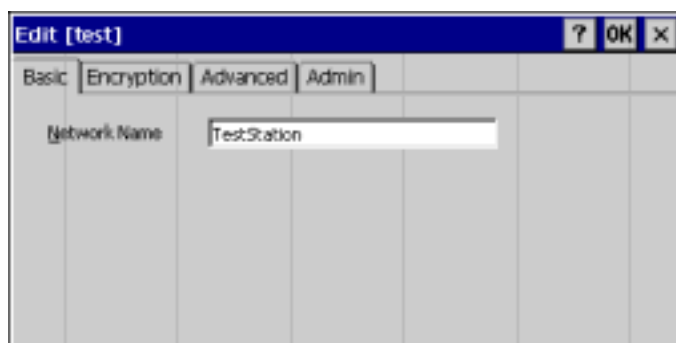 Edit [test] ? OK ×
Basic Encryption Advanced Admin
Network Name TestStation